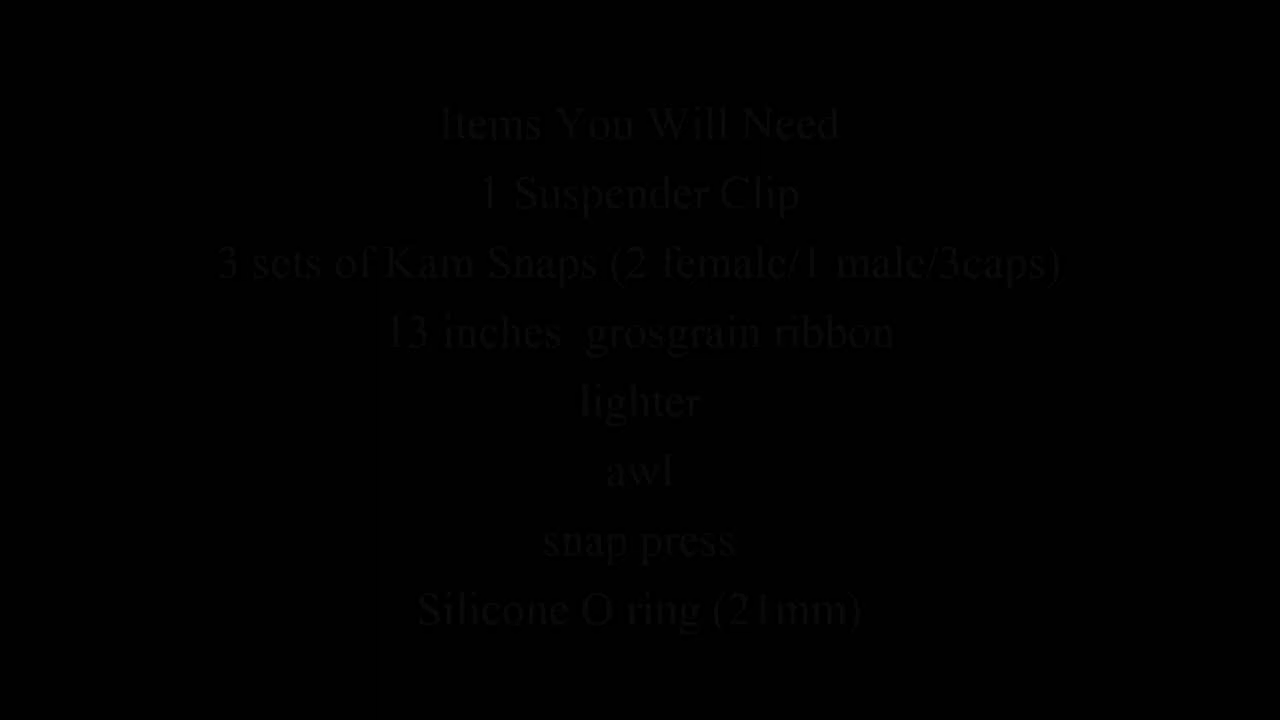 Items You Will Need
1 Suspender Clip
3 sets of Kam Snaps (2 female/1 male/3caps)
13 inches  grosgrain ribbon
lighter
awl
snap press
Silicone O ring (21mm)